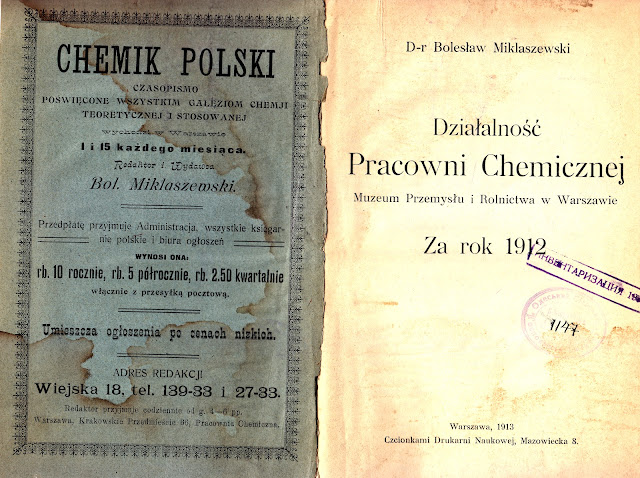 CHEMIK POLSKI
CZASOPISMO
POŚWIĘCONE WSZYSTKIM GAŁĘZIOM CHEMJI
TEORETYCZNEJ I STOSOWANEJ
wychodzi w Warszawie
1 i 15 każdego miesiąca.
Redaktor i Wydawca
Bol. Miklaszewski.
Przedpłatę przyjmuje Administracja, wszystkie księgar-
nie polskie i biura ogłoszeń
WYNOSI ONA:
rb. 10 rocznie, rb. 5 półrocznie, rb. 2.50 kwartalnie
włącznie z przesyłką pocztową.
Umieszcza ogłoszenia po cenach nizkich.
ADRES REDAKCJI
Wiejska 18, tel. 139-33 i 27-33.
Redaktor przyjmuje codziennie od g. 4—6 pp.
Warszawa, Krakowskie Przedmieście 66, Pracownia Chemiczna.
D-r Bolesław Miklaszewski
Działalność
Pracowni Chemicznej
Muzeum Przemysłu i Rolnictwa w Warszawie
Za rok 1912
ИНВЕНТАРИЗАЦИЯ
1147
Warszawa, 1913
Czcionkami Drukarni Naukowej, Mazowiecka 8.